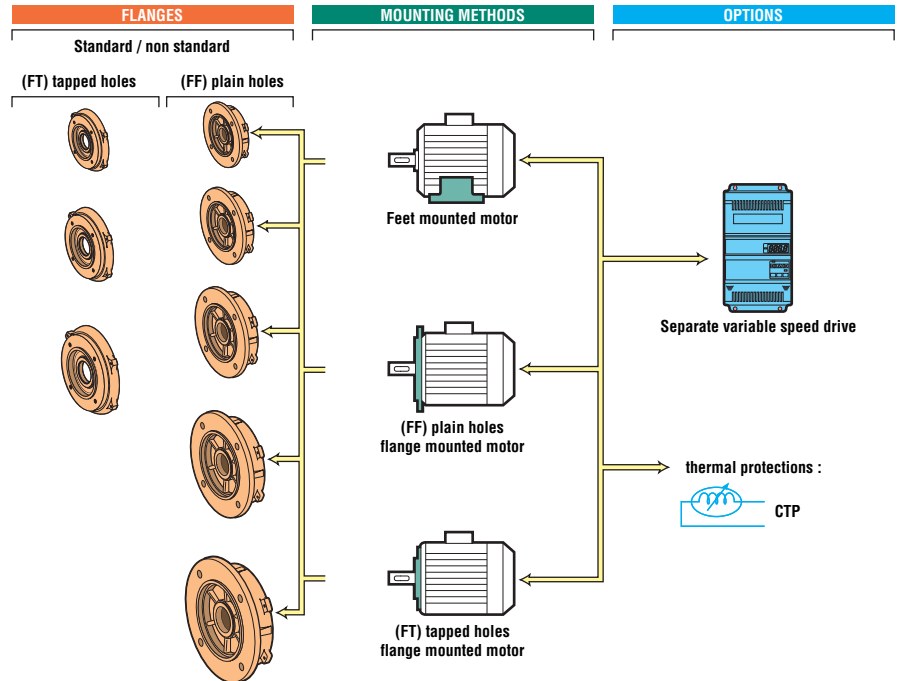 FLANGES
MOUNTING METHODS
OPTIONS
Standard / non standard
(FT) tapped holes
(FF) plain holes
Feet mounted motor
Separate variable speed drive
(FF) plain holes
flange mounted motor
thermal protections :
CTP
(FT) tapped holes
flange mounted motor